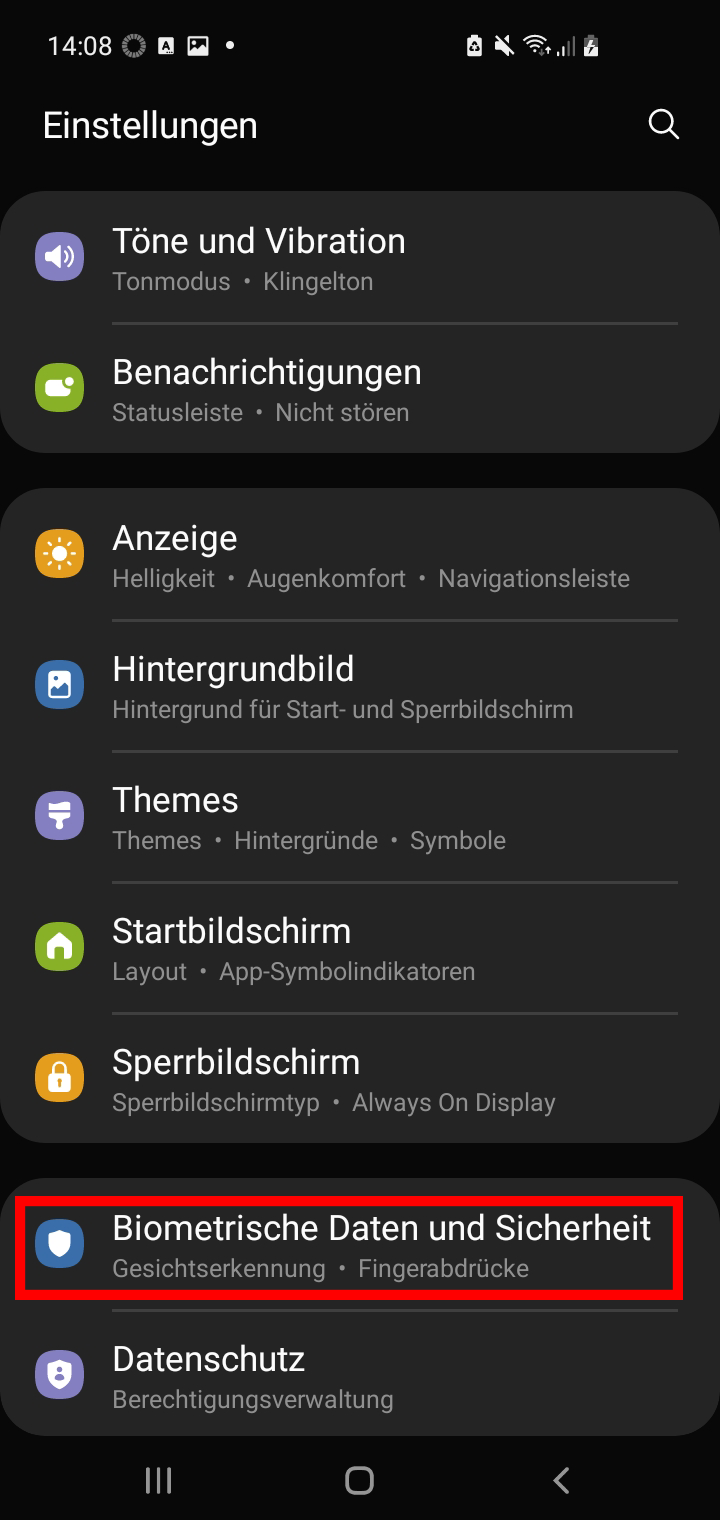 14:08
Einstellungen
Töne und Vibration
Tonmodus • Klingelton
Benachrichtigungen
Statusleiste • Nicht stören
Anzeige
Helligkeit • Augenkomfort • Navigationsleiste
Hintergrundbild
Hintergrund für Start- und Sperrbildschirm
Themes
Themes • Hintergründe • Symbole
Startbildschirm
Layout • App-Symbolindikatoren
Sperrbildschirm
Sperrbildschirmtyp • Always On Display
Biometrische Daten und Sicherheit
Gesichtserkennung • Fingerabdrücke
Datenschutz
Berechtigungsverwaltung